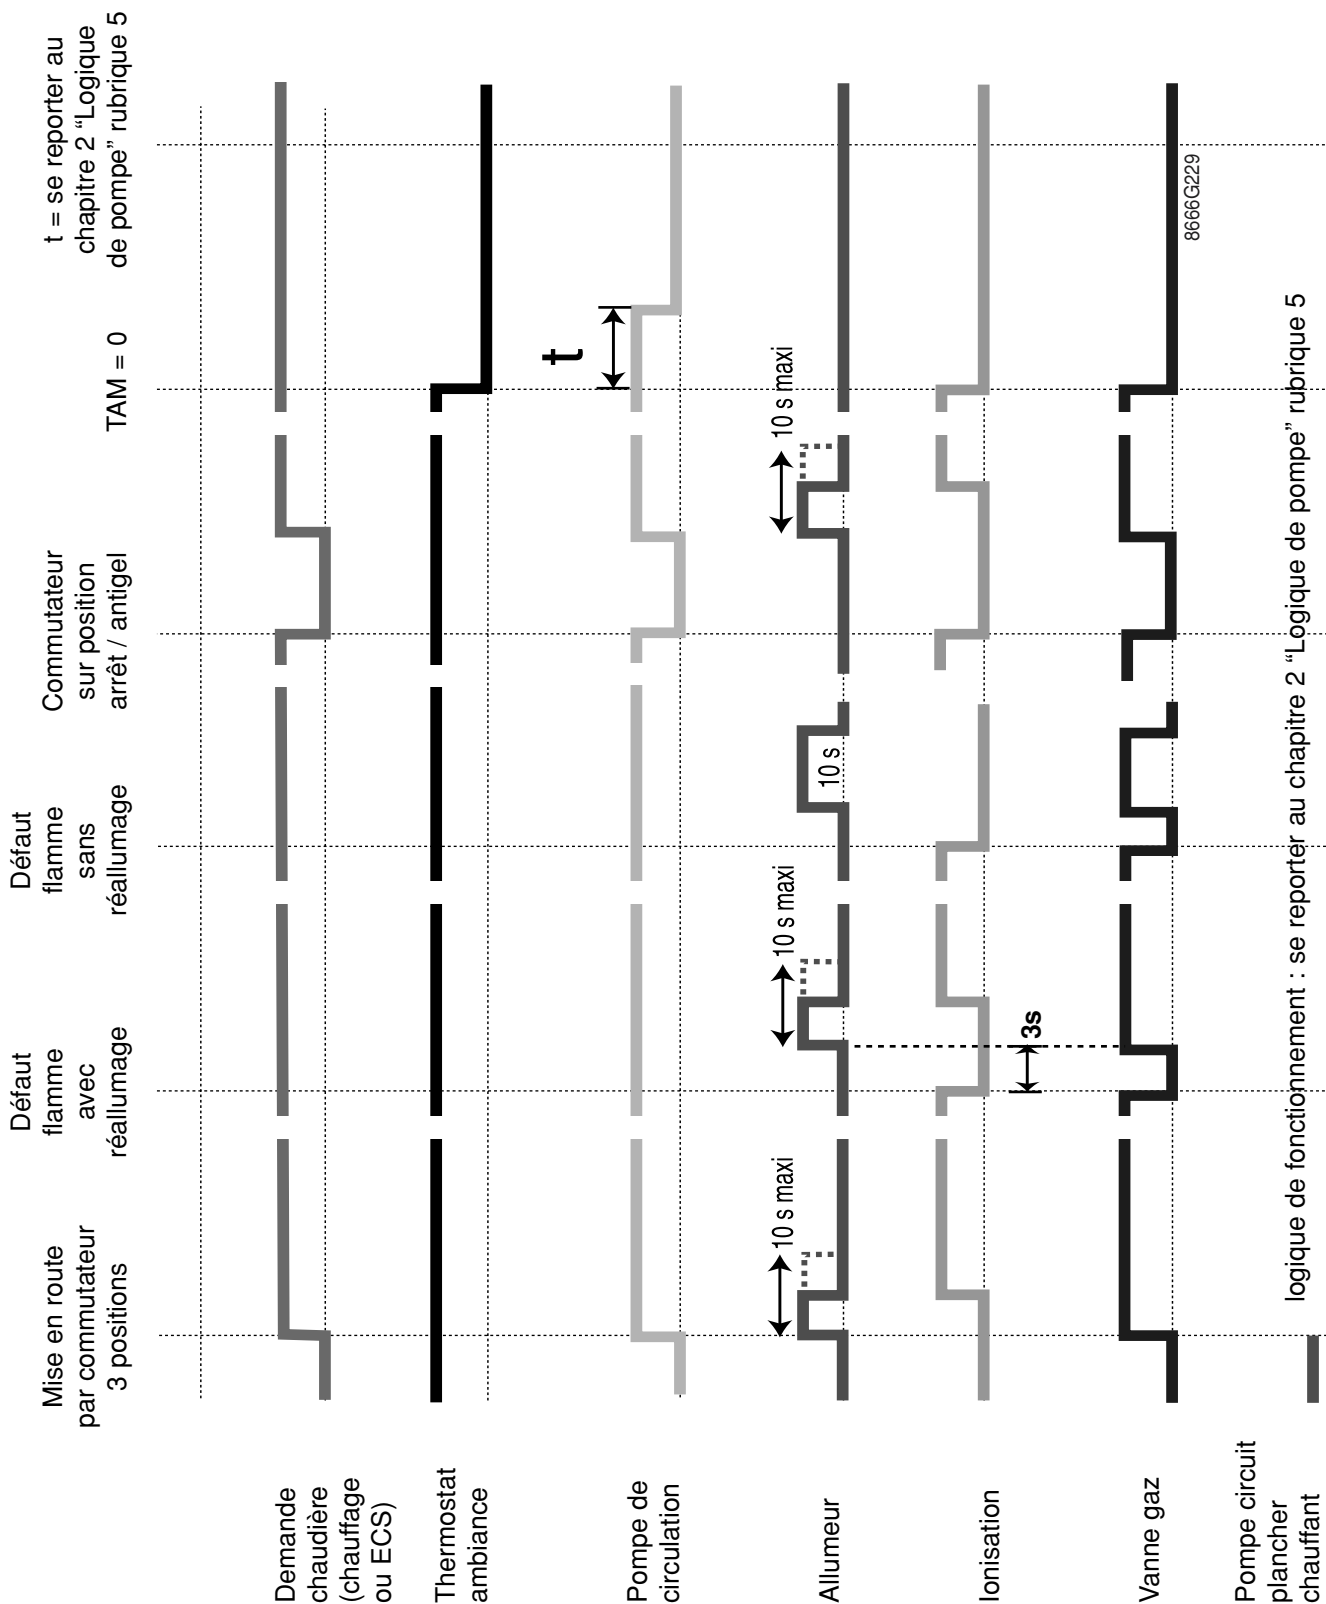 Mise en route
par commutateur
3 positions
Défaut
flamme
avec
réallumage
Défaut
flamme
sans
réallumage
Commutateur
sur position
arrêt / antigel
TAM = 0
t = se reporter au
chapitre 2 “Logique
de pompe” rubrique 5
Demande
chaudière
(chauffage
ou ECS)
Thermostat
ambiance
t
Pompe de
circulation
10 s maxi
10 s maxi
10 s
10 s maxi
Allumeur
3s
Ionisation
Vanne gaz
8666G229
Pompe circuit
plancher
chauffant
logique de fonctionnement : se reporter au chapitre 2 “Logique de pompe” rubrique 5